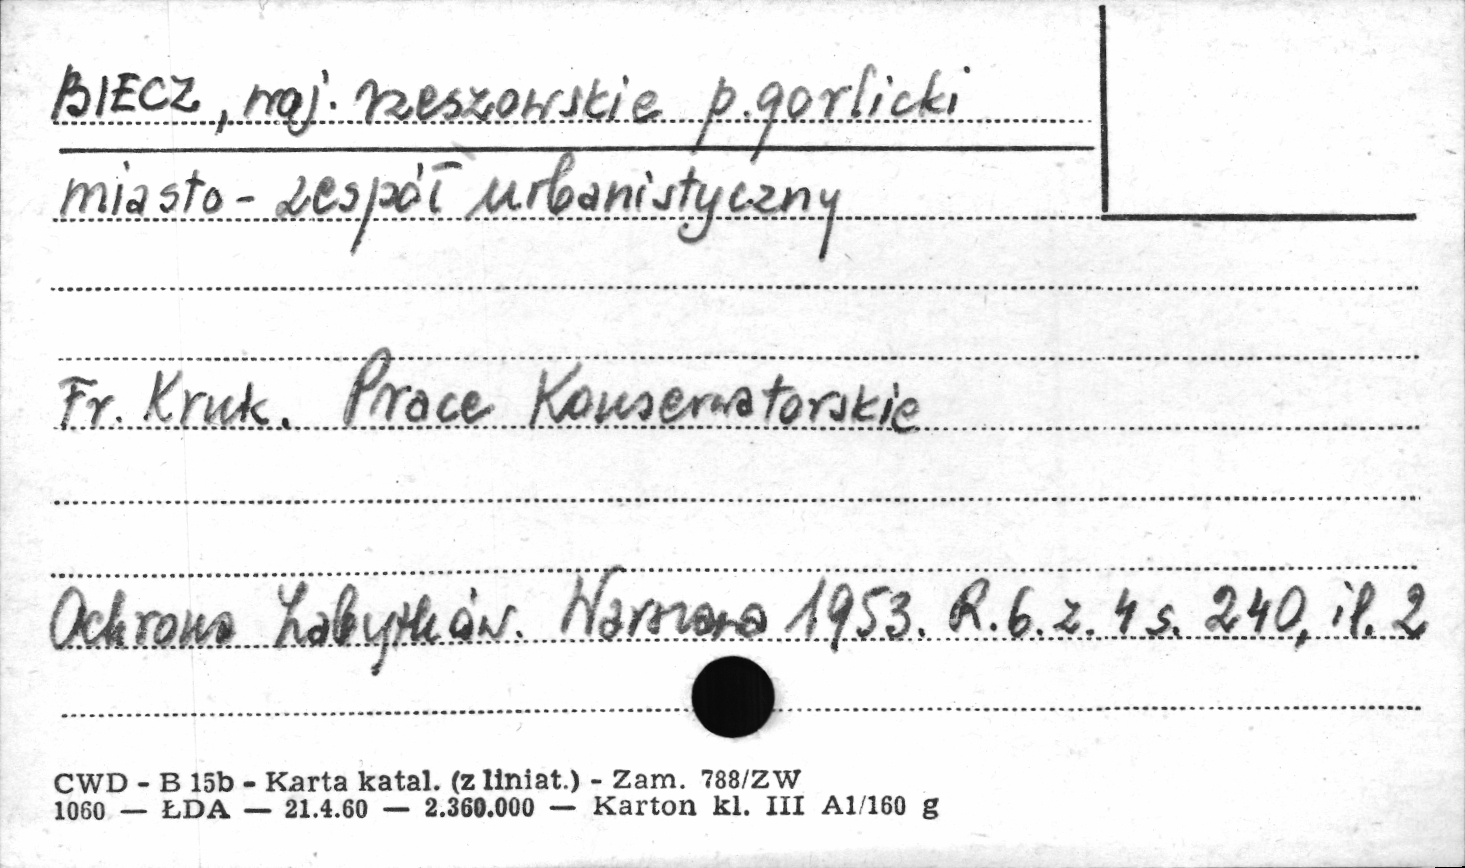 BIECZ, woj. rzeszowskie p.gorlicki
miasto - zespół urbanistyczny
Fr. Kruk. Prace Konserwatorskie
Ochrona Zabytków. Warszawa 1953. R.6.z.4 s. 240, il. 2
CWD - B 15b - Karta katal. (z liniat.) - Zam. 788/ZW
1060 — ŁDA — 21.4.60 — 2.360.000 — Karton kl. III A1/160 g